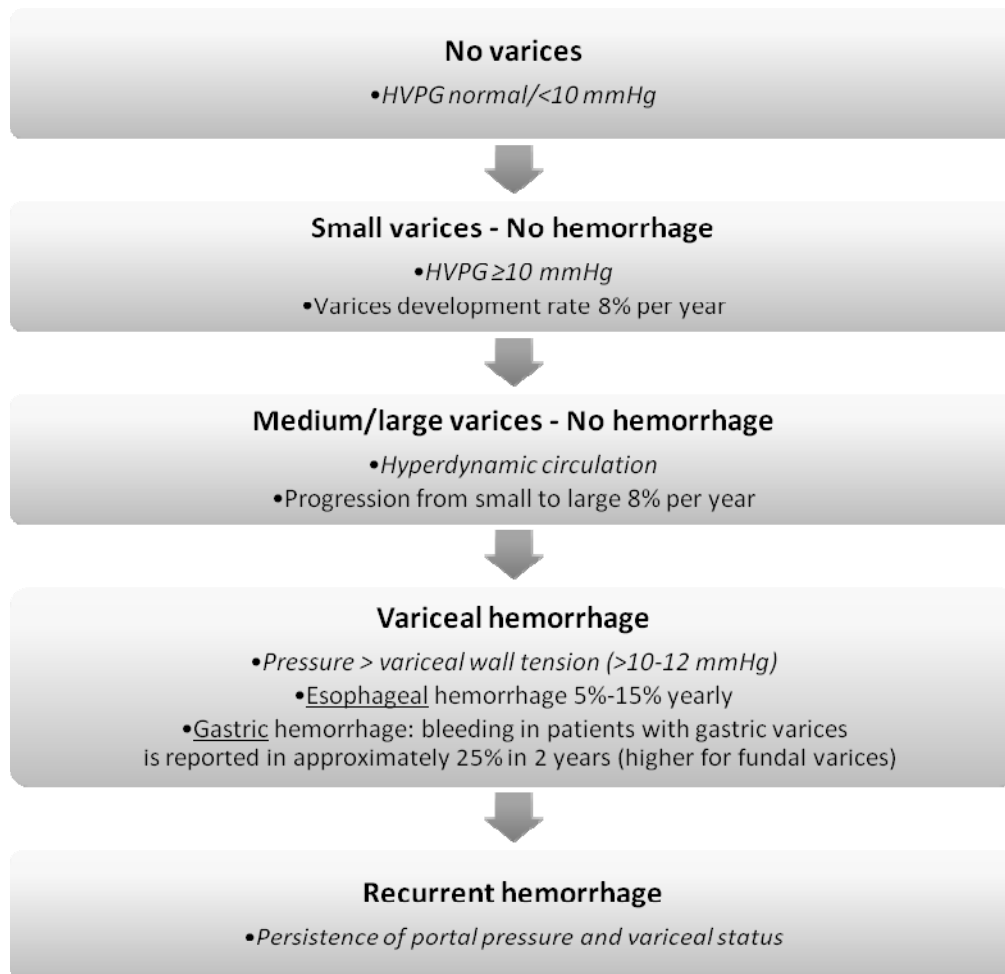 No varices
•HVPG normal/<10 mmHg
Small varices - No hemorrhage
•HVPG ≥10 mmHg
•Varices development rate 8% per year
Medium/large varices - No hemorrhage
•Hyperdynamic circulation
•Progression from small to large 8% per year
Variceal hemorrhage
•Pressure > variceal wall tension (>10-12 mmHg)
•Esophageal hemorrhage 5%-15% yearly
•Gastric hemorrhage: bleeding in patients with gastric varices
is reported in approximately 25% in 2 years (higher for fundal varices)
Recurrent hemorrhage
•Persistence of portal pressure and variceal status